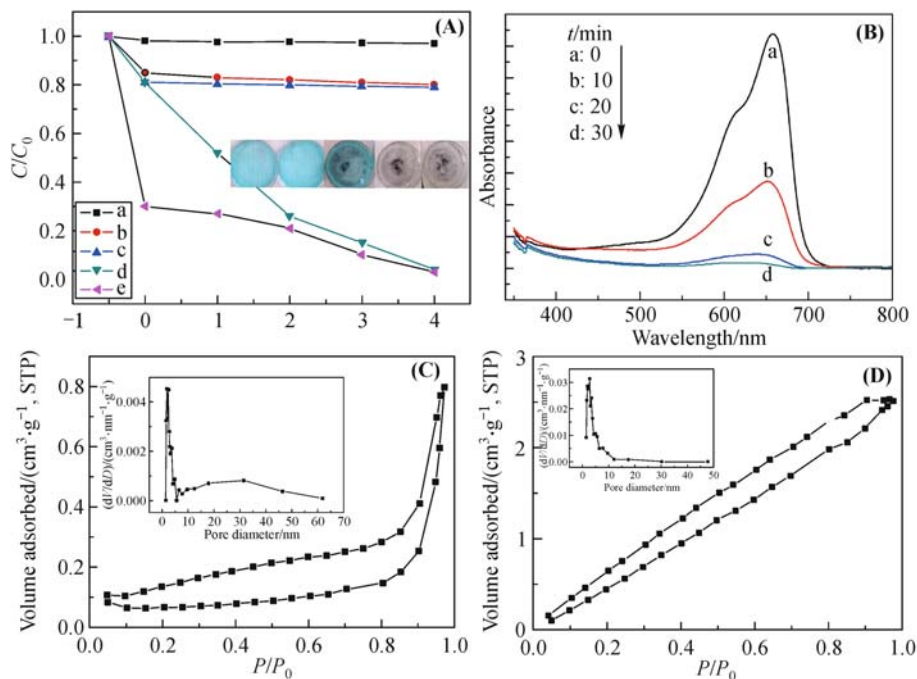 (A)
C/C₀
1.0
0.8
0.6
0.4
0.2
0.0
a
b
c
d
e
−1 0 1 2 3 4
(B)
t/min
a: 0
b: 10
c: 20
d: 30
a
b
c
d
Absorbance
400 500 600 700 800
Wavelength/nm
(C)
Volume adsorbed/(cm³·g⁻¹, STP)
0.8
0.6
0.4
0.2
0.0
(dV/dD)/(cm³·nm⁻¹·g⁻¹)
0.004
0.002
0.000
0 10 20 30 40 50 60 70
Pore diameter/nm
0.0 0.2 0.4 0.6 0.8 1.0
P/P₀
(D)
Volume adsorbed/(cm³·g⁻¹, STP)
3
2
1
0
(dV/dD)/(cm³·nm⁻¹·g⁻¹)
0.03
0.02
0.01
0.00
0 10 20 30 40 50
Pore diameter/nm
0.0 0.2 0.4 0.6 0.8 1.0
P/P₀